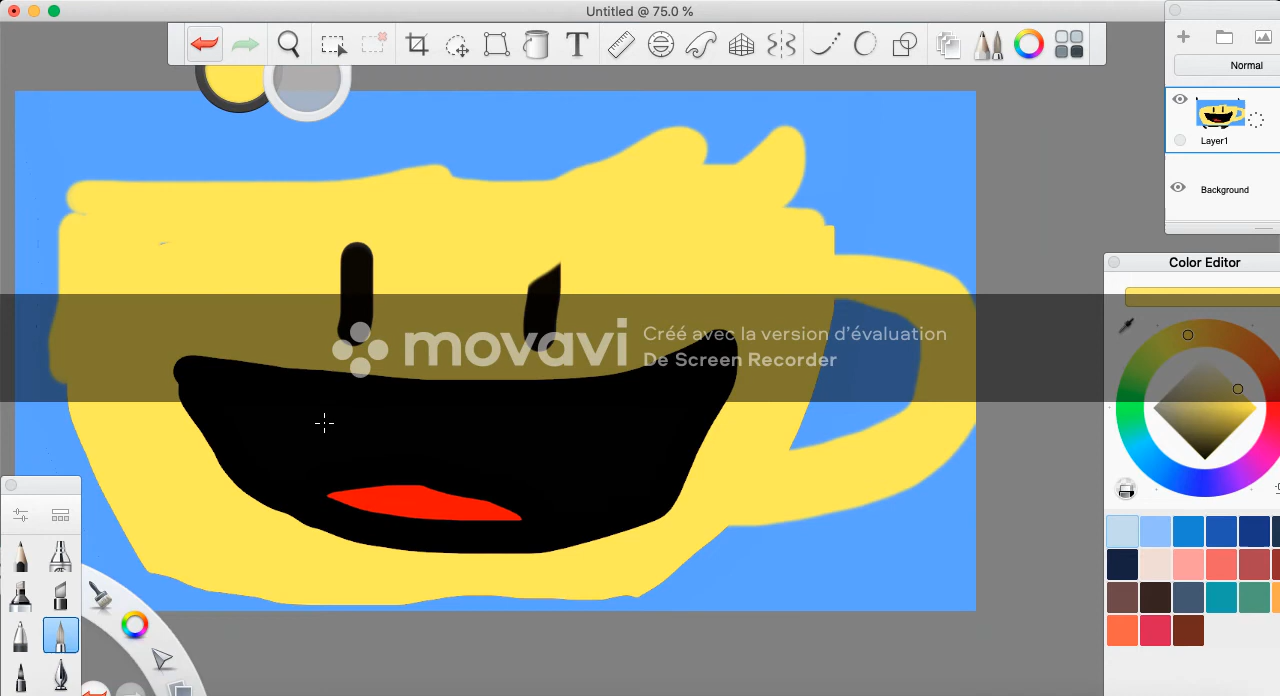 Untitled @ 75.0 %
T
Normal
Layer1
Background
Color Editor
movavi
Créé avec la version d'évaluation
De Screen Recorder